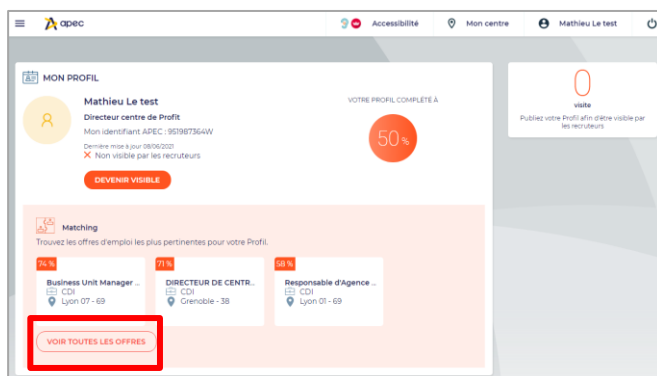 apec
Accessibilité
Mon centre
Mathieu Le test
MON PROFIL
Mathieu Le test
Directeur centre de Profit
Mon identifiant APEC : 951987364W
Dernière mise à jour 08/06/2021
Non visible par les recruteurs
DEVENIR VISIBLE
VOTRE PROFIL COMPLÉTÉ À
50 %
0
visite
Publiez votre Profil afin d'être visible par
les recruteurs
Matching
Trouvez les offres d'emploi les plus pertinentes pour votre Profil.
74 %
Business Unit Manager ...
CDI
Lyon 07 - 69
71 %
DIRECTEUR DE CENTR...
CDI
Grenoble - 38
58 %
Responsable d'Agence ...
CDI
Lyon 01 - 69
VOIR TOUTES LES OFFRES